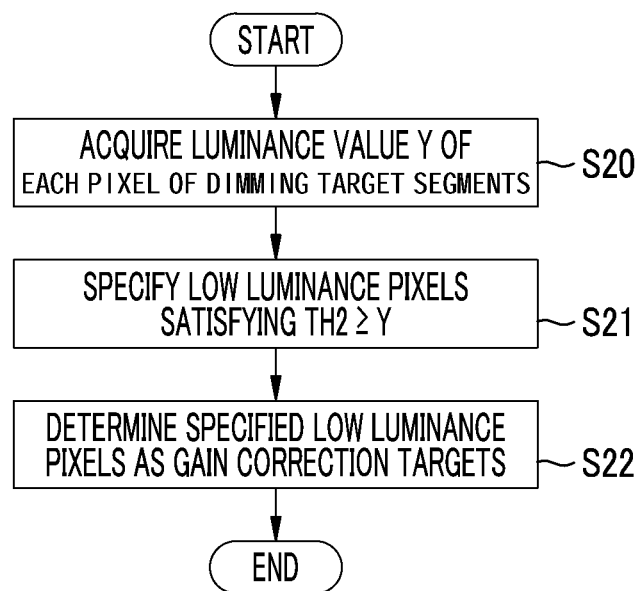 START
ACQUIRE LUMINANCE VALUE Y OF
EACH PIXEL OF DIMMING TARGET SEGMENTS
S20
SPECIFY LOW LUMINANCE PIXELS
SATISFYING TH2 ≧ Y
S21
DETERMINE SPECIFIED LOW LUMINANCE
PIXELS AS GAIN CORRECTION TARGETS
S22
END